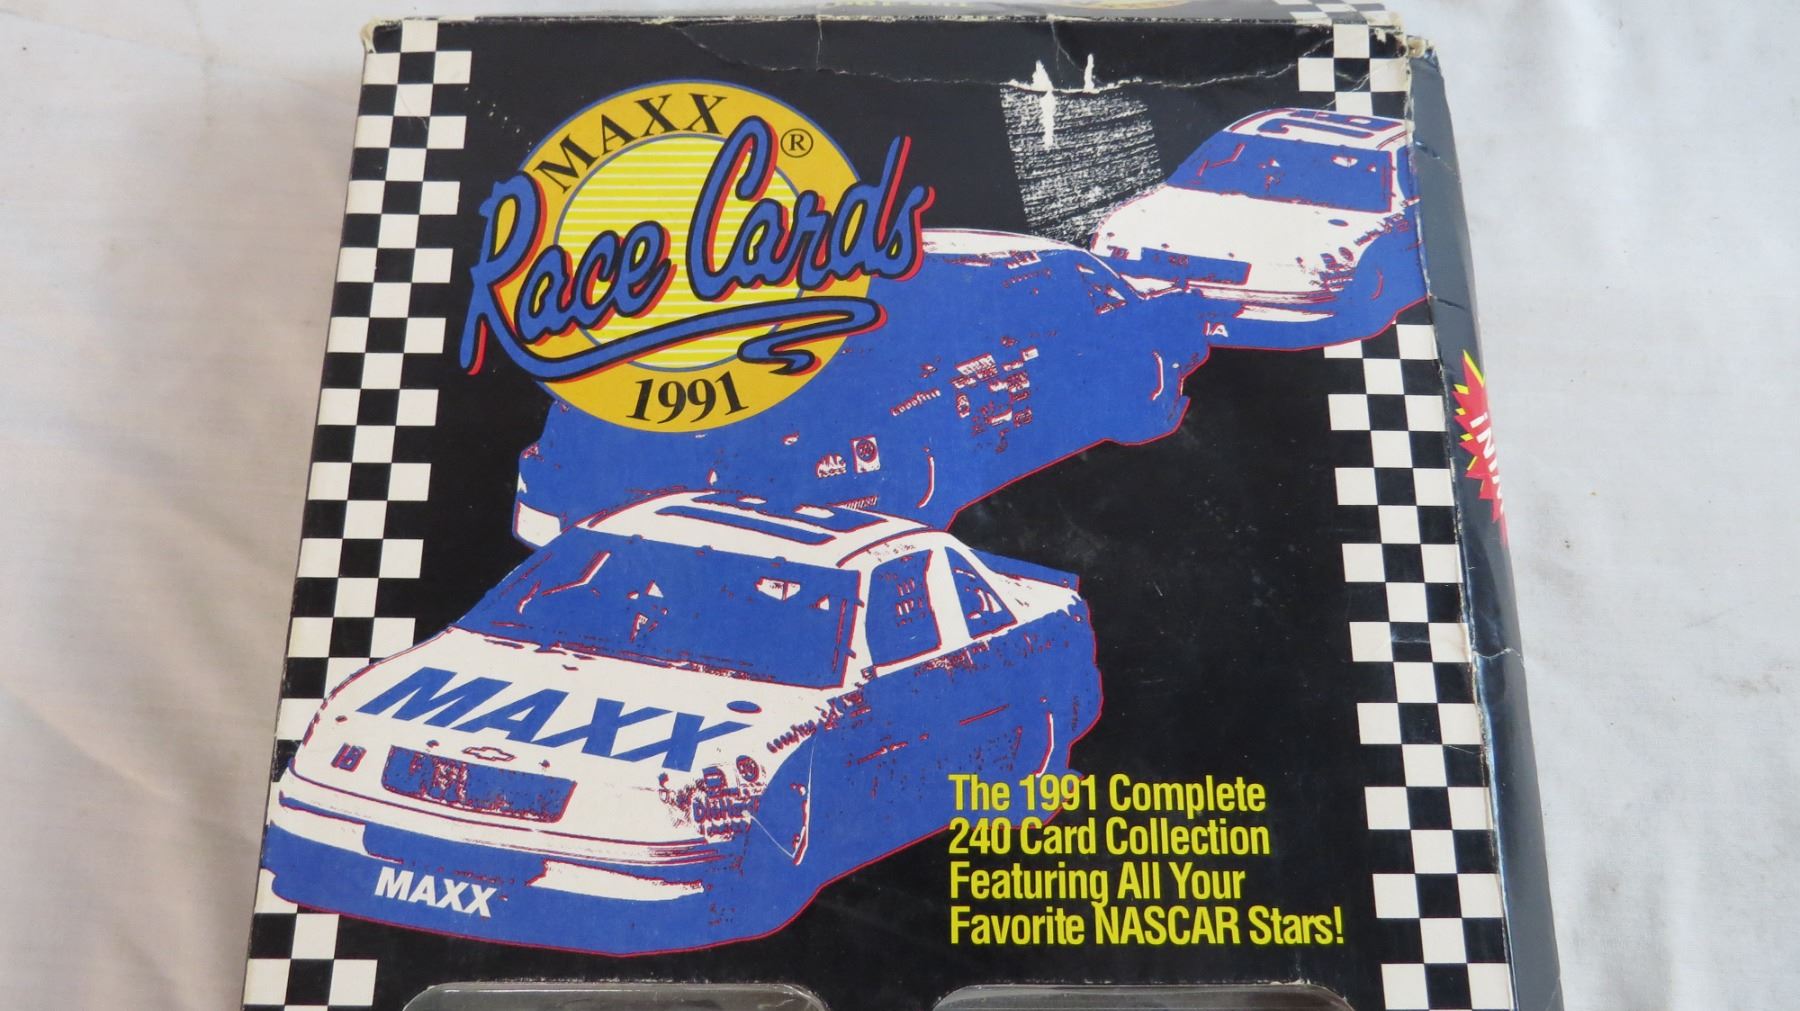 MAXX
®
Race Cards
1991
MAXX
MAXX
The 1991 Complete
240 Card Collection
Featuring All Your
Favorite NASCAR Stars!